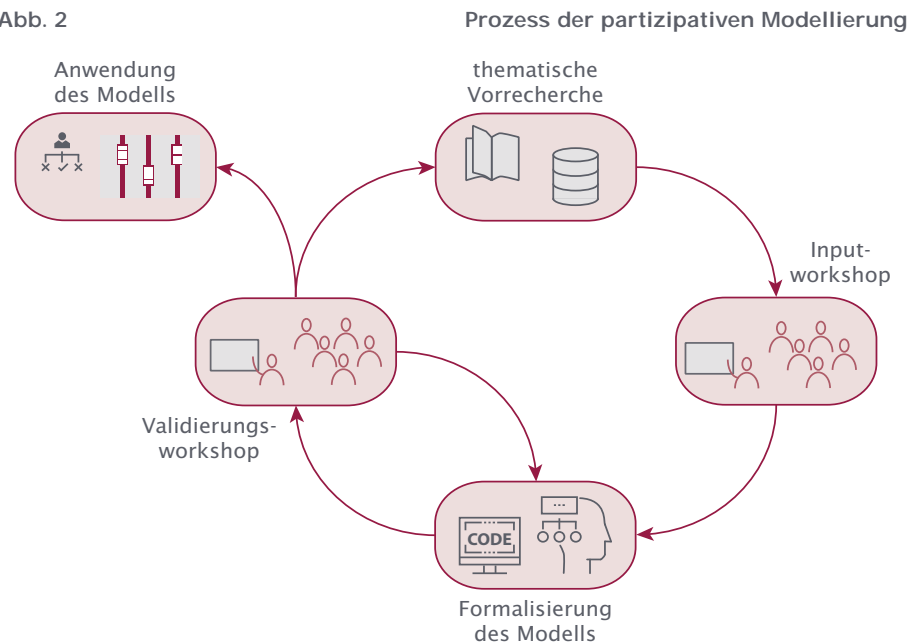 Abb. 2
Prozess der partizipativen Modellierung
Anwendung
des Modells
thematische
Vorrecherche
Input-
workshop
Validierungs-
workshop
CODE
...
Formalisierung
des Modells